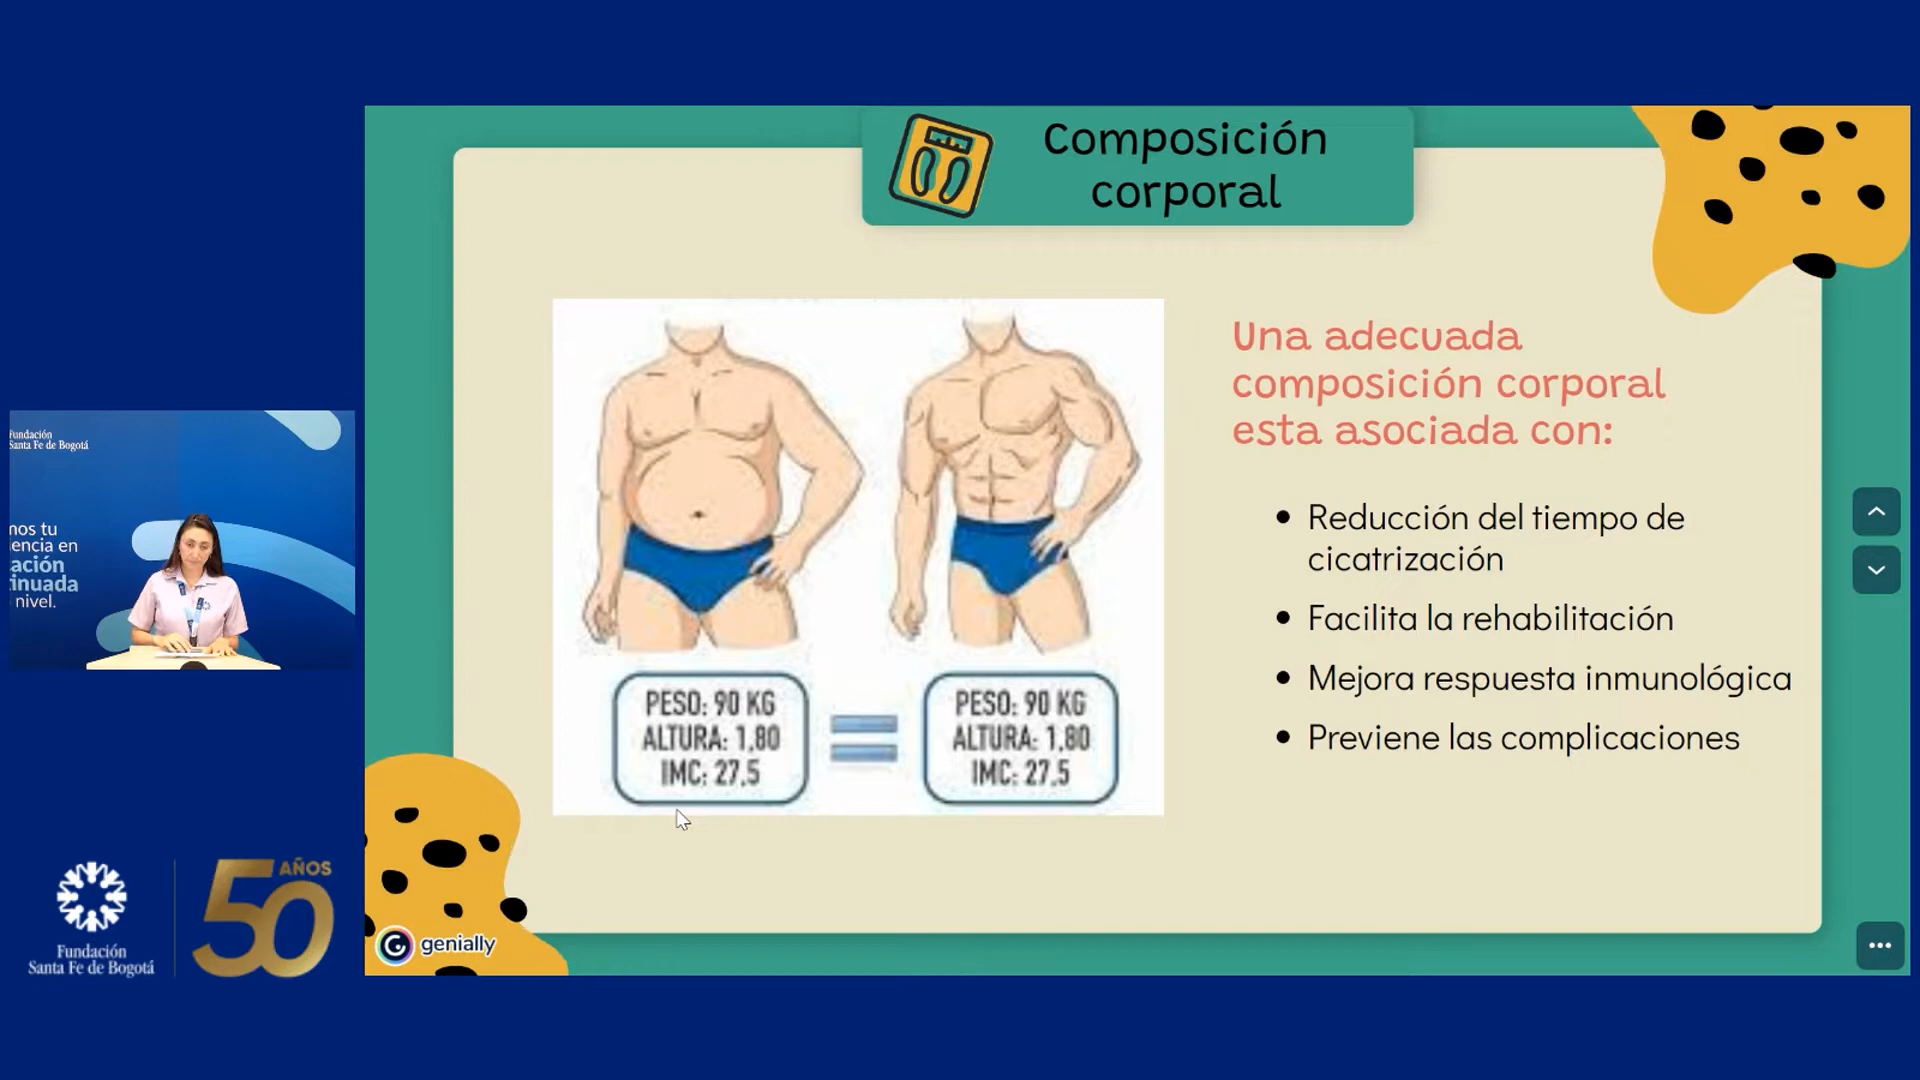 Composición
corporal
Una adecuada
composición corporal
esta asociada con:
Reducción del tiempo de
cicatrización
Facilita la rehabilitación
Mejora respuesta inmunológica
Previene las complicaciones
PESO: 90 KG
ALTURA: 1,80
IMC: 27,5
PESO: 90 KG
ALTURA: 1,80
IMC: 27,5
Fundación
Santa Fe de Bogotá
nos tu
encia en
ación
inuada
nivel.
Fundación
Santa Fe de Bogotá
50 AÑOS
genially